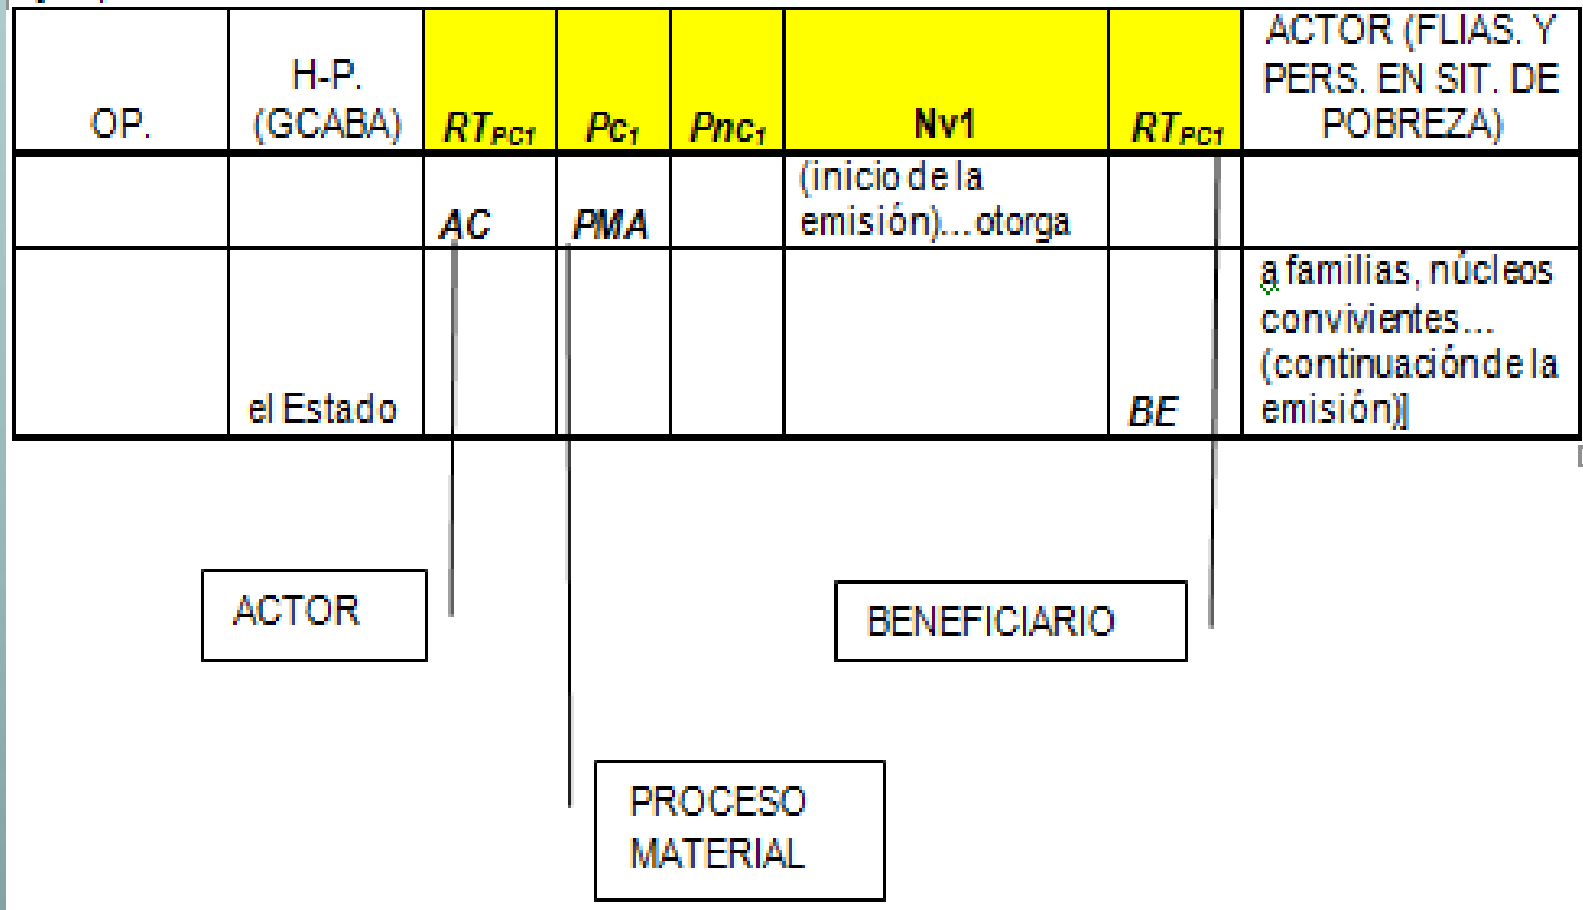 OP.
H-P.
(GCABA)
RTPC1
Pc1
Pnc1
Nv1
RTPC1
ACTOR (FLIAS. Y
PERS. EN SIT. DE
POBREZA)
AC
PMA
(inicio de la
emisión)...otorga
el Estado
BE
a familias, núcleos
convivientes...
(continuación de la
emisión)]
ACTOR
BENEFICIARIO
PROCESO
MATERIAL